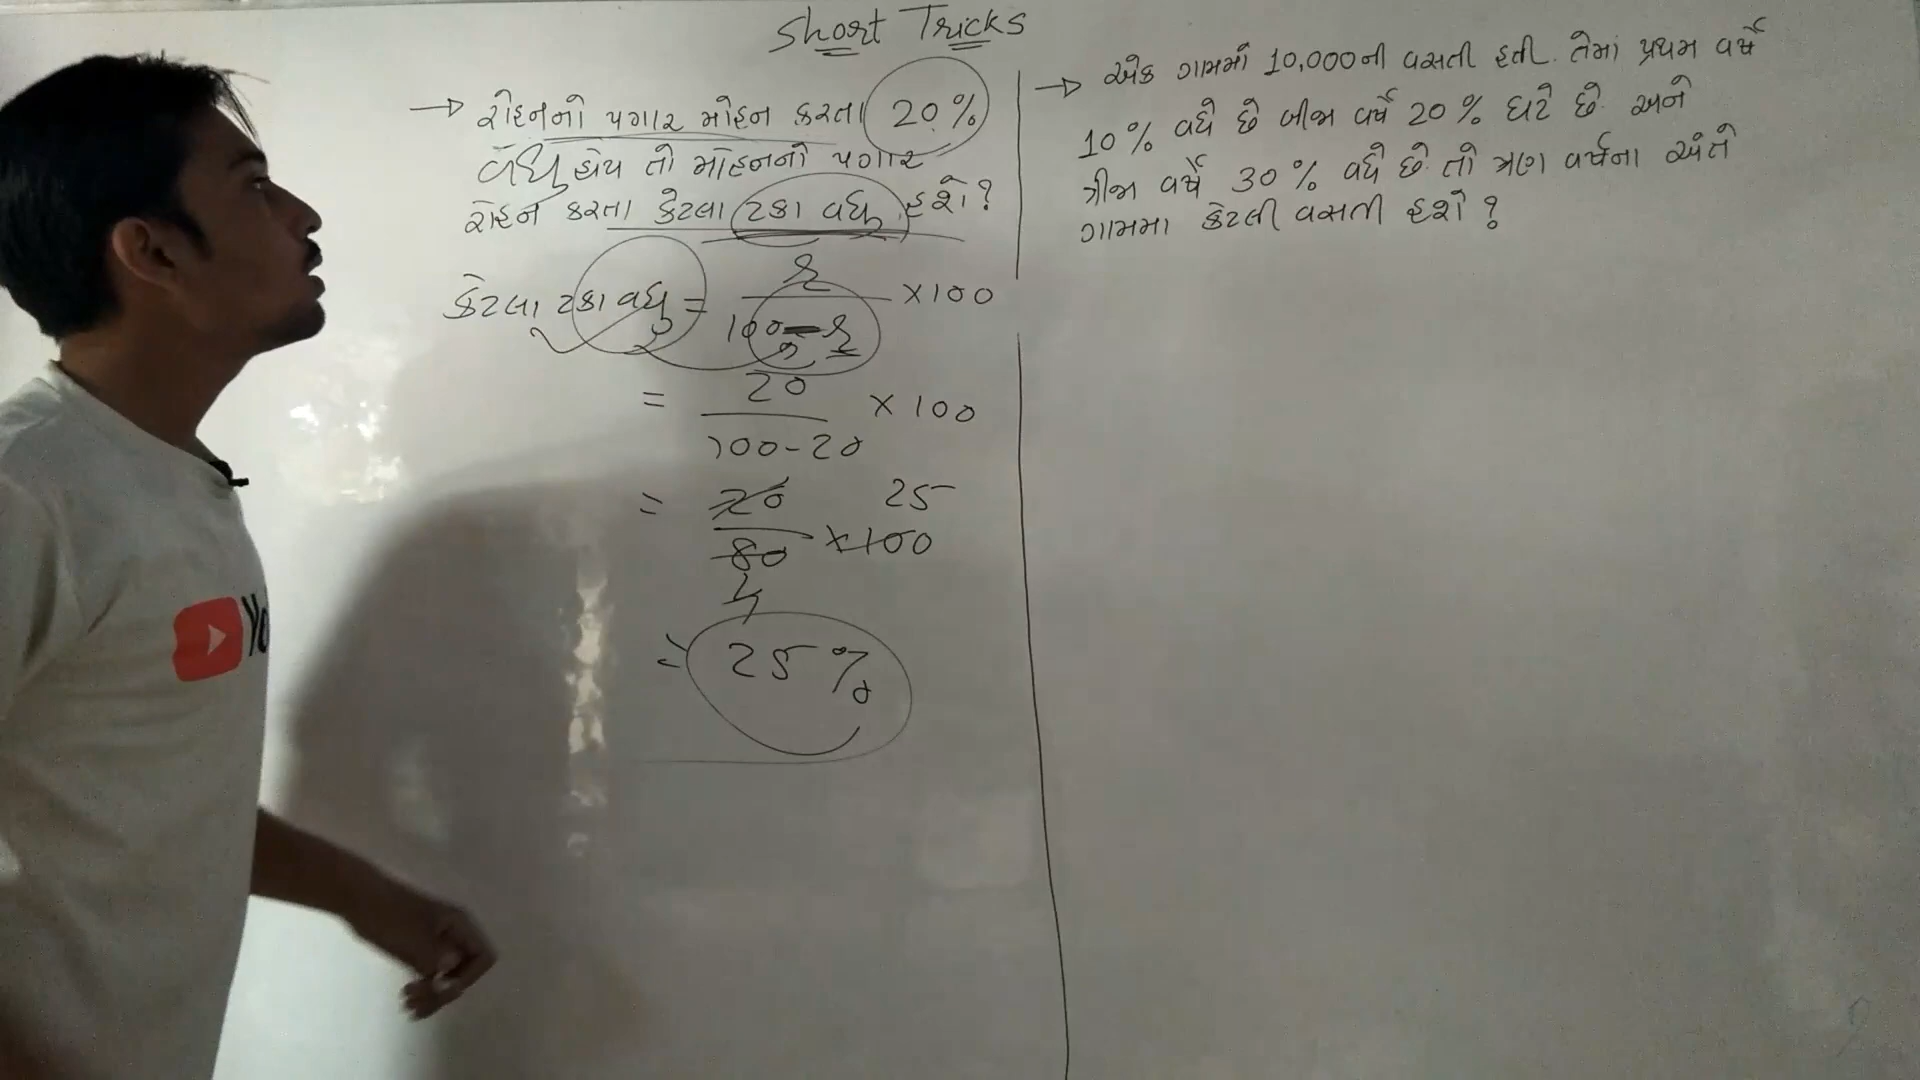 Short Tricks
→ રોહનનો પગાર મોહન કરતા 20%
વધુ હોય તો મોહનનો પગાર
રોહન કરતા કેટલા ટકા વધુ હશે?
કેટલા ટકા વધુ = ર / 100 - ર × 100
= 20 / 100 - 20 × 100
= 20 / 80 × 100 25
4
= 25%
→ એક ગામમાં 10,000ની વસતી હતી. તેમાં પ્રથમ વર્ષે
10% વધે છે બીજા વર્ષે 20% ઘટે છે અને
ત્રીજા વર્ષે 30% વધે છે તો ત્રણ વર્ષના અંતે
ગામમા કેટલી વસતી હશે?
Yo